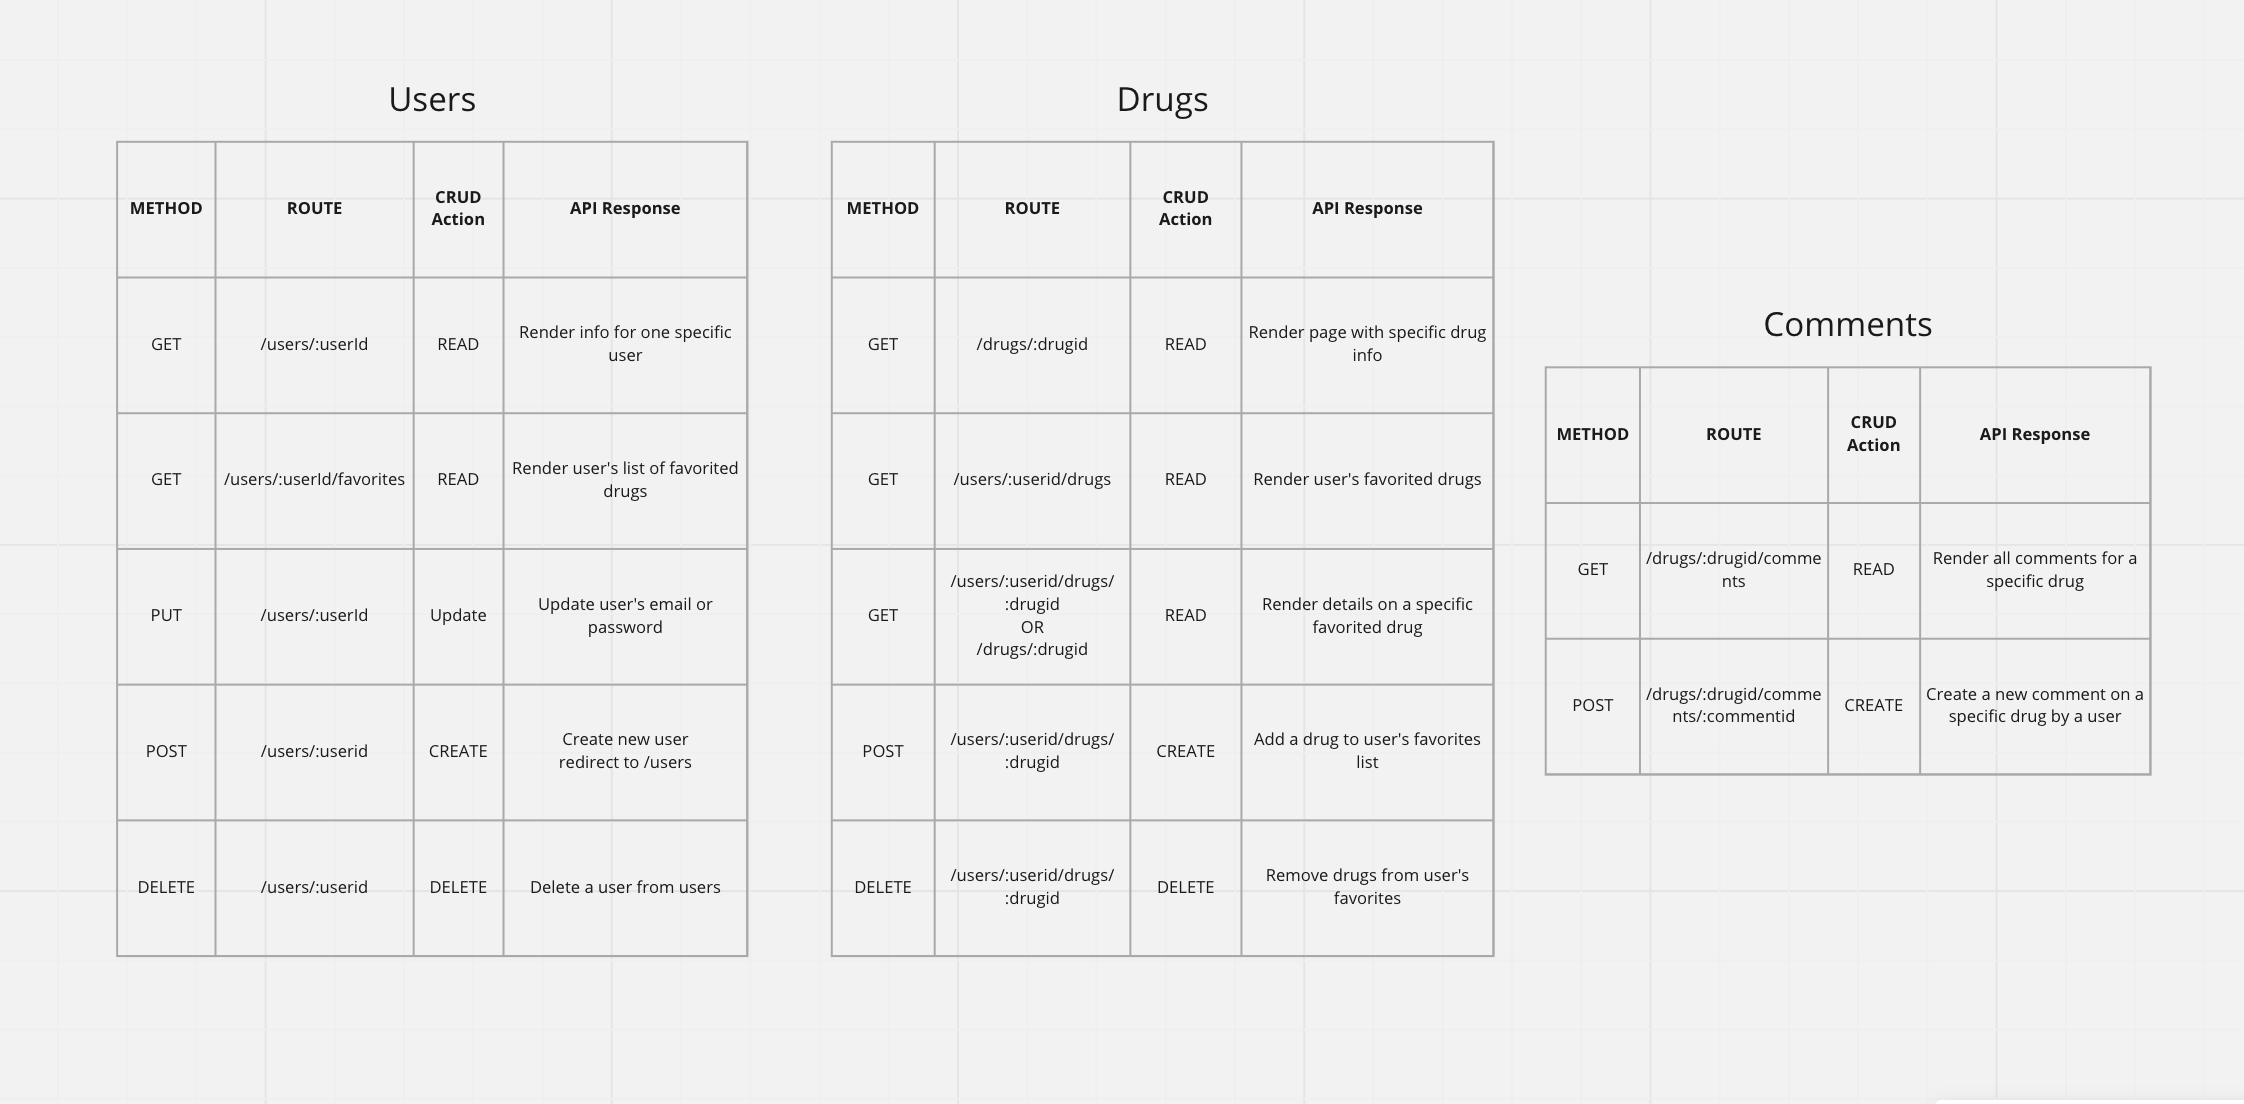 Users
METHOD
ROUTE
CRUD
Action
API Response
GET
/users/:userId
READ
Render info for one specific
user
GET
/users/:userId/favorites
READ
Render user's list of favorited
drugs
PUT
/users/:userId
Update
Update user's email or
password
POST
/users/:userid
CREATE
Create new user
redirect to /users
DELETE
/users/:userid
DELETE
Delete a user from users
Drugs
METHOD
ROUTE
CRUD
Action
API Response
GET
/drugs/:drugid
READ
Render page with specific drug
info
GET
/users/:userid/drugs
READ
Render user's favorited drugs
GET
/users/:userid/drugs/
:drugid
OR
/drugs/:drugid
READ
Render details on a specific
favorited drug
POST
/users/:userid/drugs/
:drugid
CREATE
Add a drug to user's favorites
list
DELETE
/users/:userid/drugs/
:drugid
DELETE
Remove drugs from user's
favorites
Comments
METHOD
ROUTE
CRUD
Action
API Response
GET
/drugs/:drugid/comme
nts
READ
Render all comments for a
specific drug
POST
/drugs/:drugid/comme
nts/:commentid
CREATE
Create a new comment on a
specific drug by a user